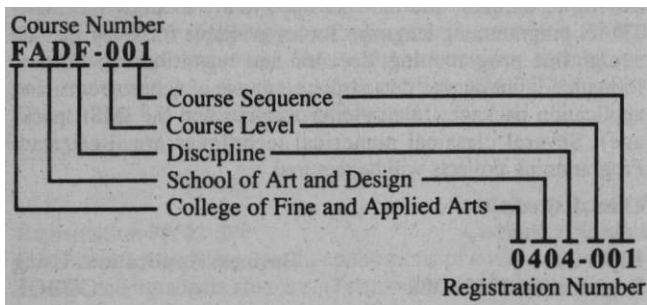 Course Number
FADF-001
Course Sequence
Course Level
Discipline
School of Art and Design
College of Fine and Applied Arts
0404-001
Registration Number